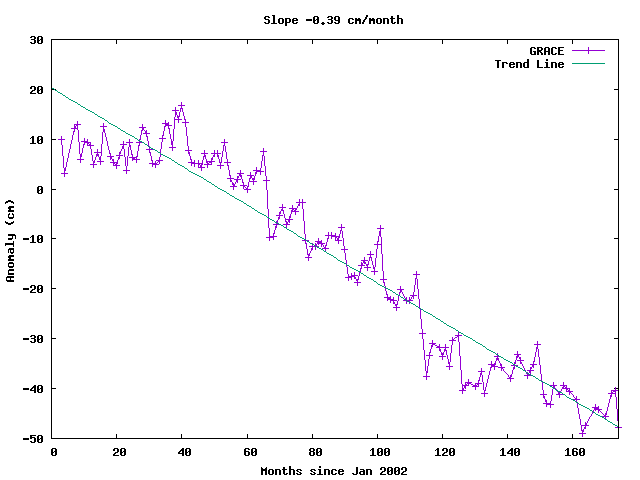 Slope -0.39 cm/month
30
20
10
0
-10
-20
-30
-40
-50
Anomaly (cm)
GRACE
Trend Line
0 20 40 60 80 100 120 140 160
Months since Jan 2002